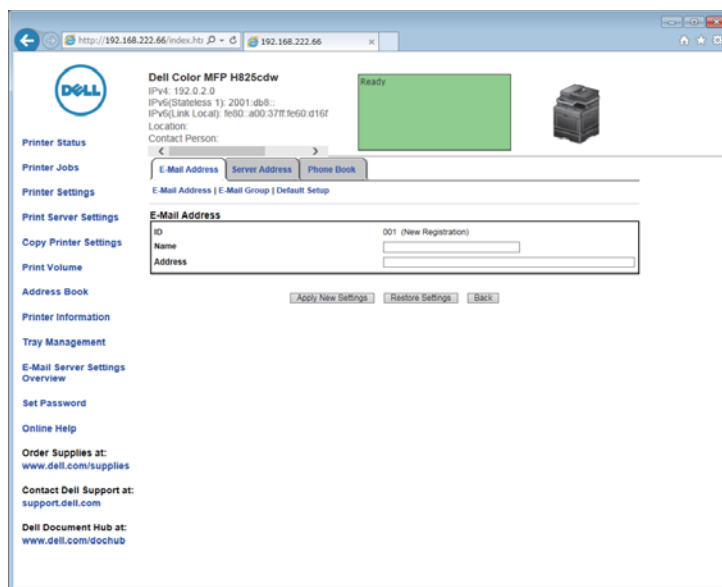 http://192.168.222.66/index.ht
192.168.222.66
DELL
Dell Color MFP H825cdw
IPv4: 192.0.2.0
IPv6(Stateless 1): 2001:db8::
IPv6(Link Local): fe80::a00:37ff:fe60:d16f
Location:
Contact Person:
Ready
Printer Status
Printer Jobs
Printer Settings
Print Server Settings
Copy Printer Settings
Print Volume
Address Book
Printer Information
Tray Management
E-Mail Server Settings
Overview
Set Password
Online Help
Order Supplies at:
www.dell.com/supplies
Contact Dell Support at:
support.dell.com
Dell Document Hub at:
www.dell.com/dochub
E-Mail Address Server Address Phone Book
E-Mail Address | E-Mail Group | Default Setup
E-Mail Address
ID 001 (New Registration)
Name
Address
Apply New Settings Restore Settings Back